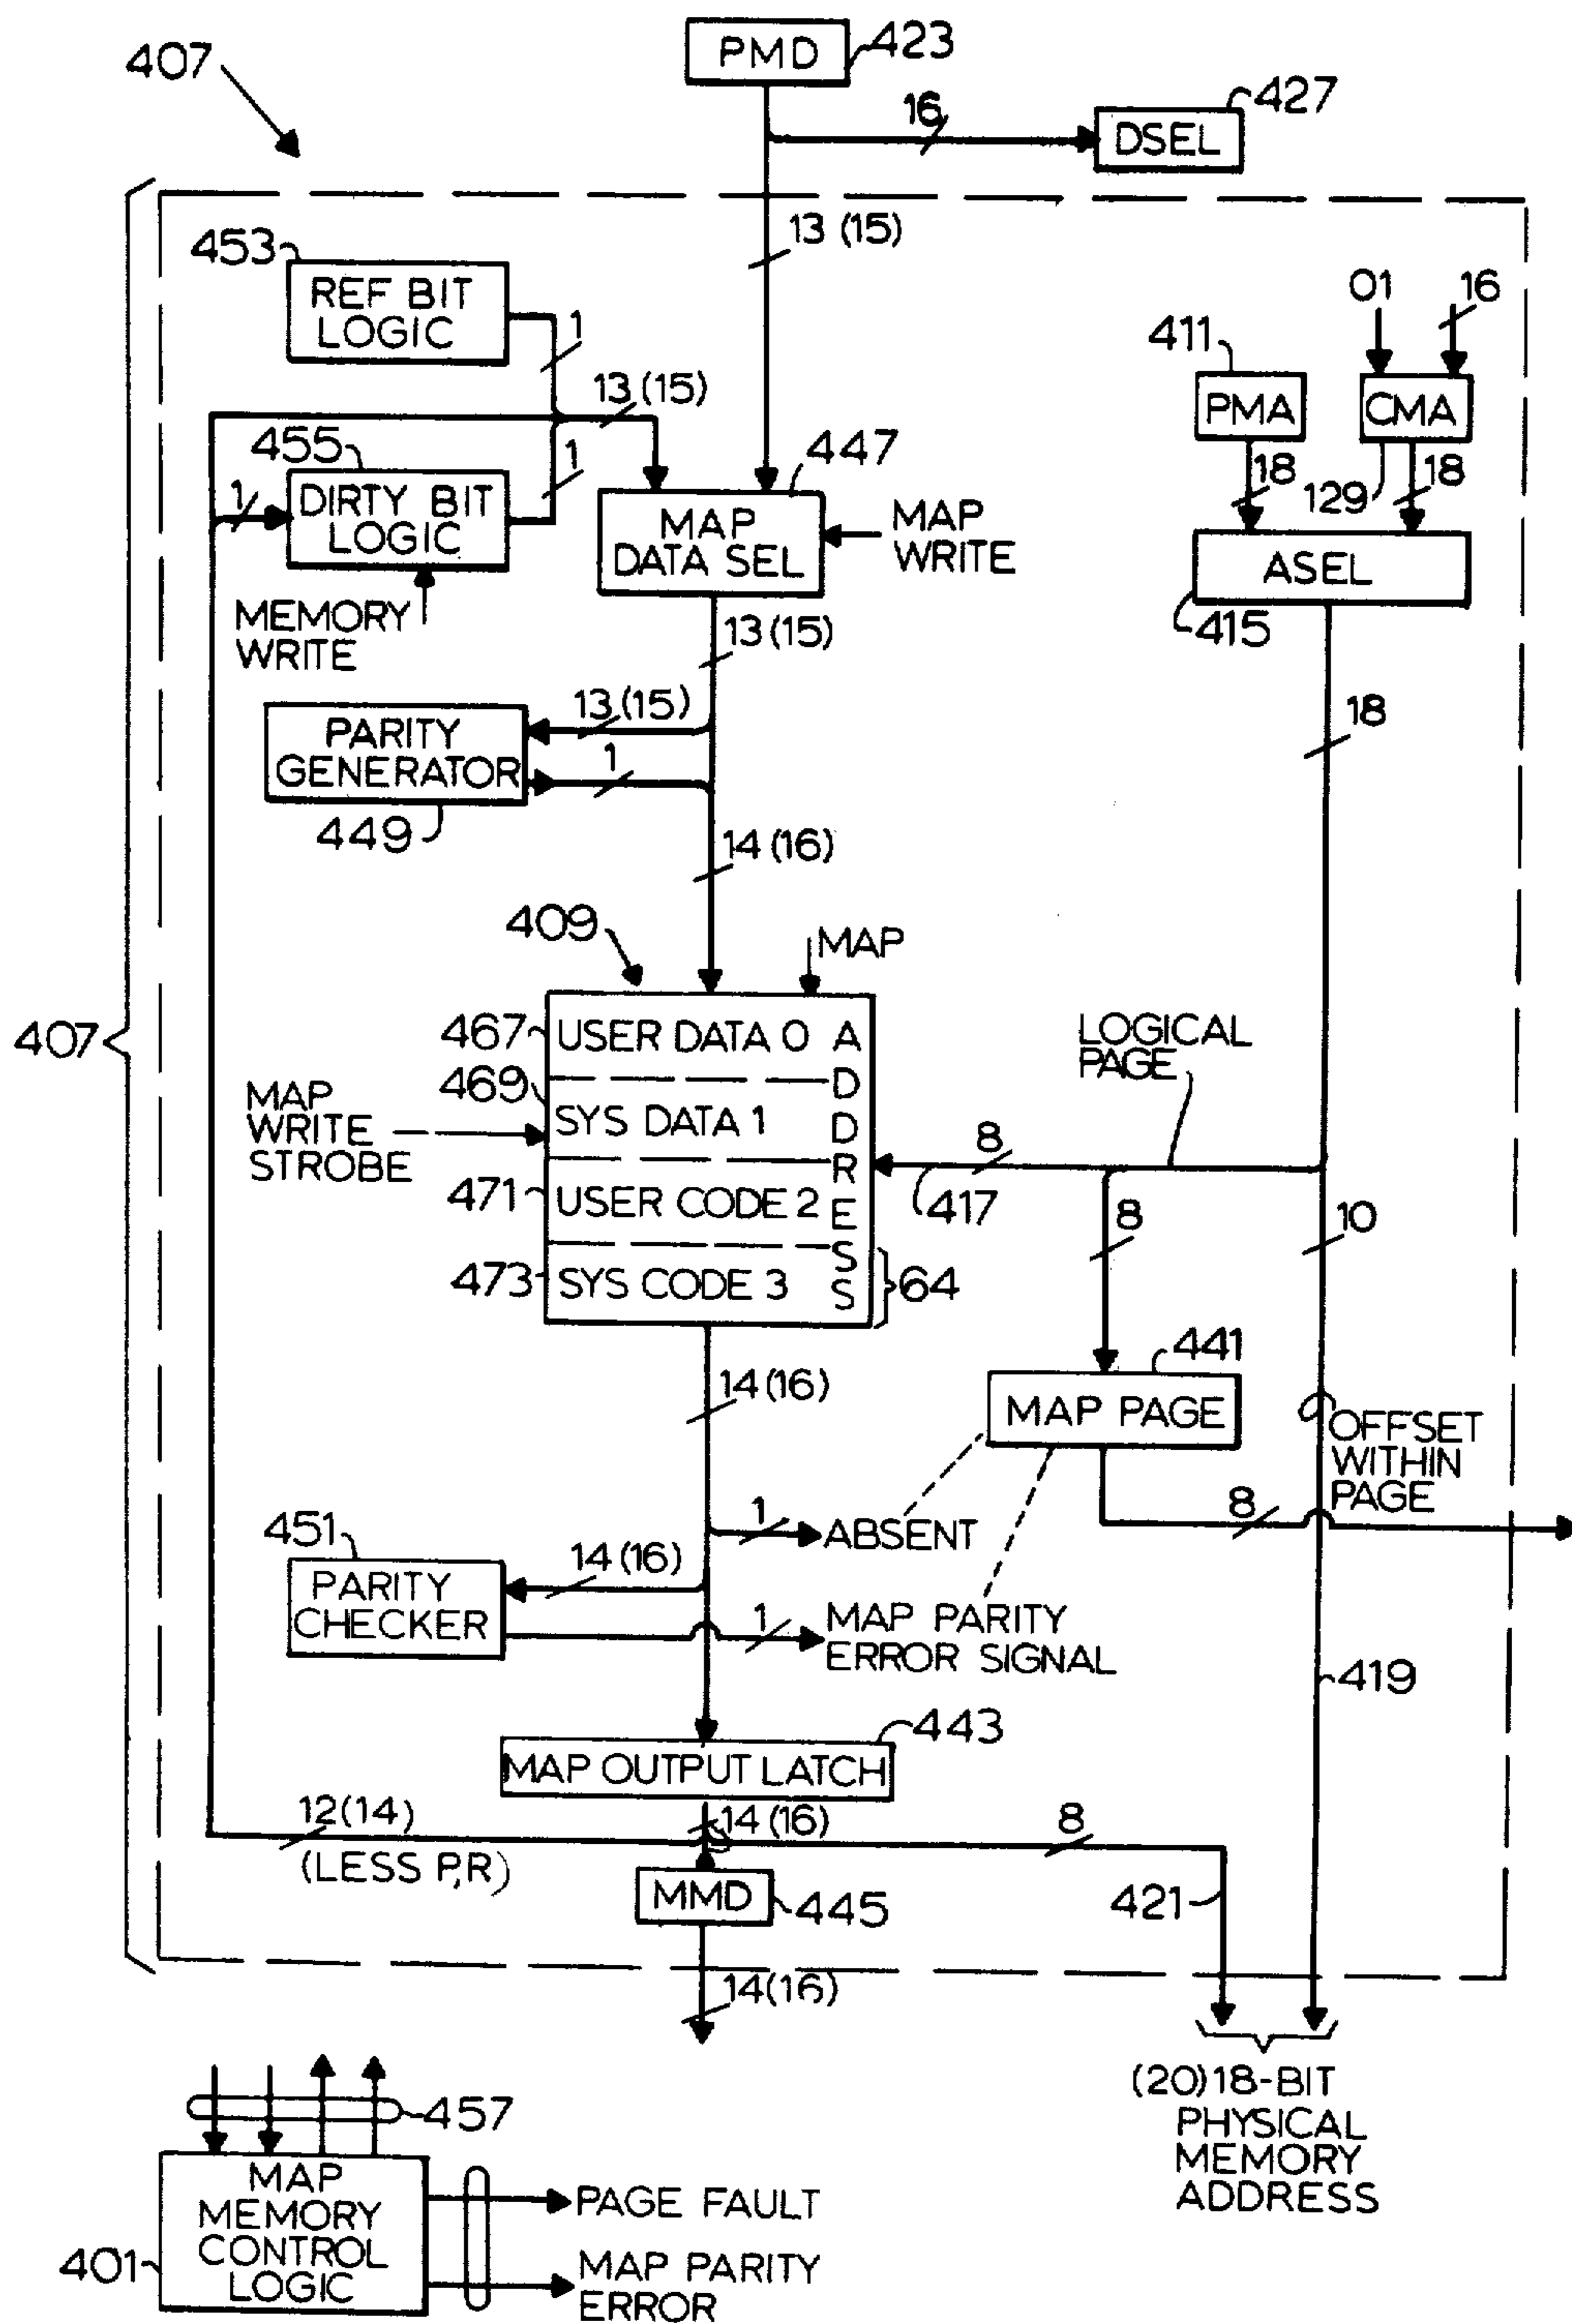 PMD
423
407
16
427
DSEL
13 (15)
453
REF BIT
LOGIC
1
01
16
411
PMA
CMA
13 (15)
455
1
1
DIRTY BIT
LOGIC
447
MAP
DATA SEL
MAP
WRITE
18
129
18
ASEL
415
MEMORY
WRITE
13 (15)
13 (15)
PARITY
GENERATOR
1
449
18
14 (16)
409
MAP
407
467
USER DATA 0
469
SYS DATA 1
471
USER CODE 2
473
SYS CODE 3
ADDRESS
64
MAP
WRITE
STROBE
LOGICAL
PAGE
8
417
8
10
441
MAP PAGE
14 (16)
OFFSET
WITHIN
PAGE
8
1
ABSENT
451
PARITY
CHECKER
14 (16)
1
MAP PARITY
ERROR SIGNAL
419
443
MAP OUTPUT LATCH
12(14)
(LESS P,R)
14 (16)
8
MMD
445
421
14(16)
(20)18-BIT
PHYSICAL
MEMORY
ADDRESS
457
MAP
MEMORY
CONTROL
LOGIC
401
PAGE FAULT
MAP PARITY
ERROR